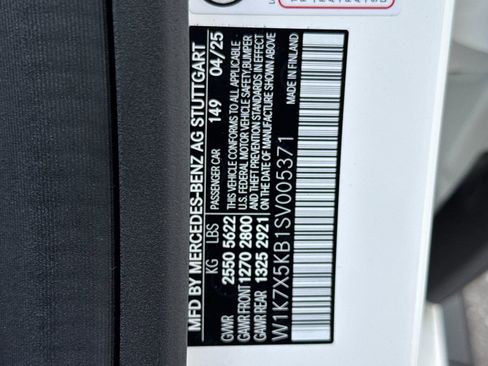 MFD BY MERCEDES-BENZ AG STUTTGART
PASSENGER CAR 149 04/25
KG LBS
GVWR 2550 5622
GAWR FRONT 1270 2800
GAWR REAR 1325 2921
THIS VEHICLE CONFORMS TO ALL APPLICABLE
U.S. FEDERAL MOTOR VEHICLE SAFETY, BUMPER
AND THEFT PREVENTION STANDARDS IN EFFECT
ON THE DATE OF MANUFACTURE SHOWN ABOVE
MADE IN FINLAND
W1K7X5KB1SV005371